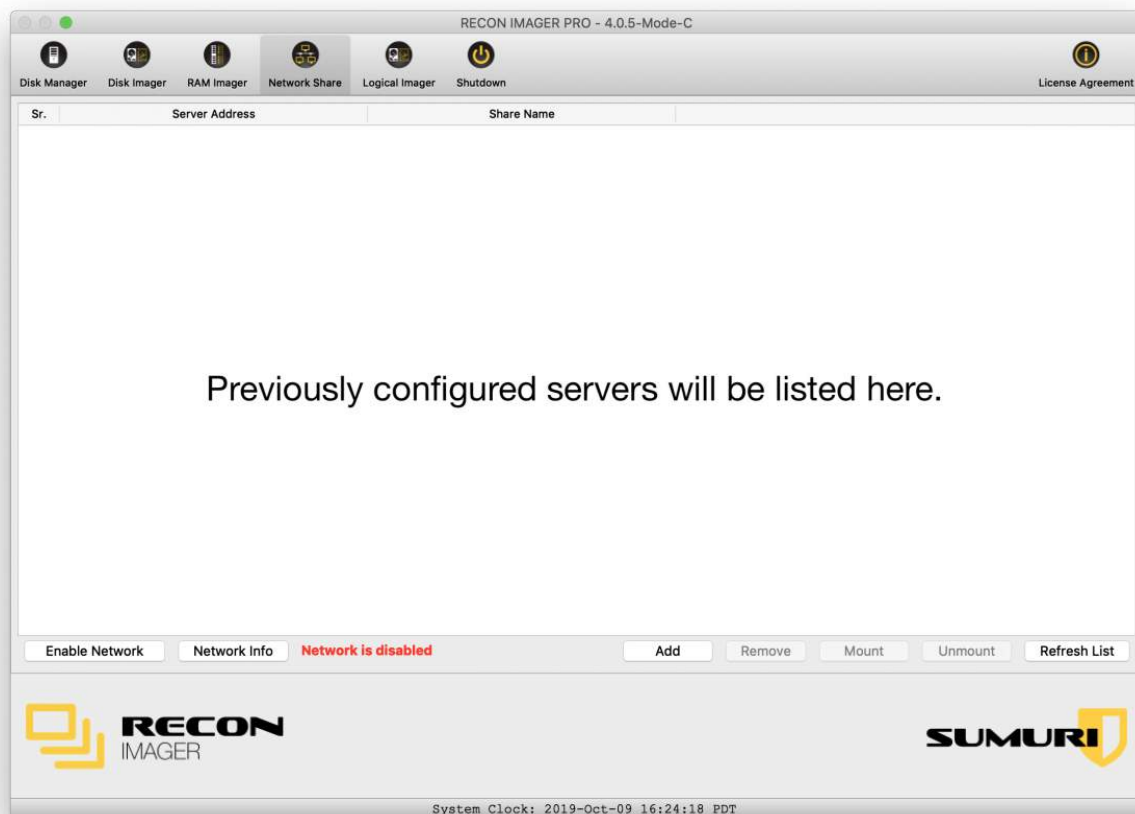 RECON IMAGER PRO - 4.0.5-Mode-C
Disk Manager Disk Imager RAM Imager Network Share Logical Imager Shutdown License Agreement
Sr. Server Address Share Name
Previously configured servers will be listed here.
Enable Network Network Info Network is disabled Add Remove Mount Unmount Refresh List
RECON
IMAGER
SUMURI
System Clock: 2019-Oct-09 16:24:18 PDT